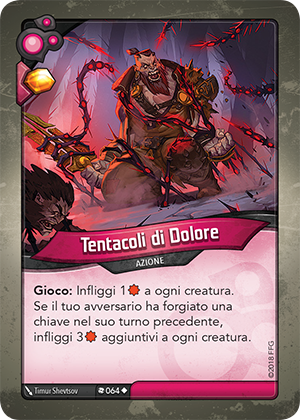 Tentacoli di Dolore
AZIONE
Gioco: Infliggi 1 a ogni creatura.
Se il tuo avversario ha forgiato una
chiave nel suo turno precedente,
infliggi 3 aggiuntivi a ogni creatura.
©2018 FFG
Timur Shevtsov
064